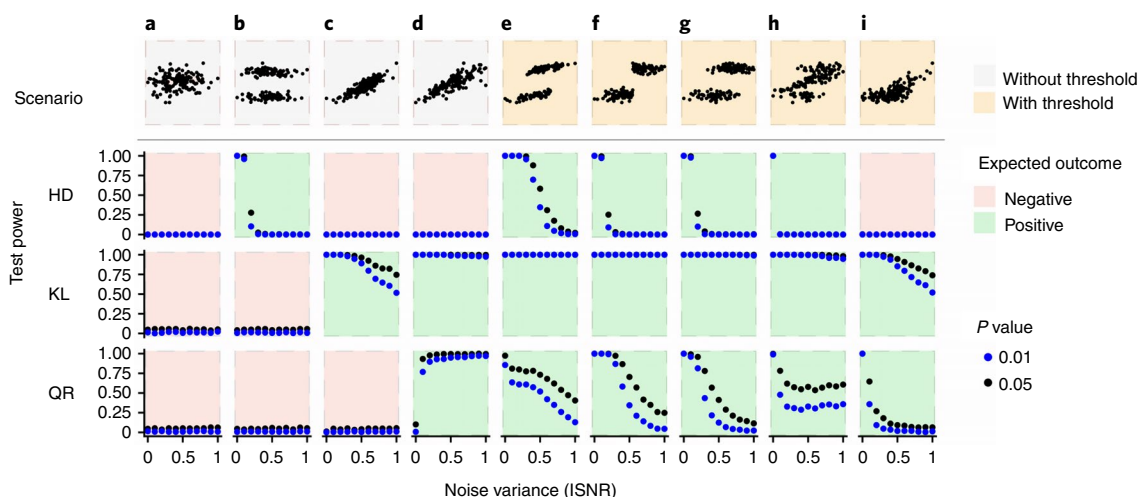 a b c d e f g h i
Scenario
Without threshold
With threshold
Expected outcome
Negative
Positive
Test power
HD
1.00
0.75
0.50
0.25
0
KL
1.00
0.75
0.50
0.25
0
QR
1.00
0.75
0.50
0.25
0
P value
0.01
0.05
0 0.5 1 0 0.5 1 0 0.5 1 0 0.5 1 0 0.5 1 0 0.5 1 0 0.5 1 0 0.5 1 0 0.5 1
Noise variance (ISNR)